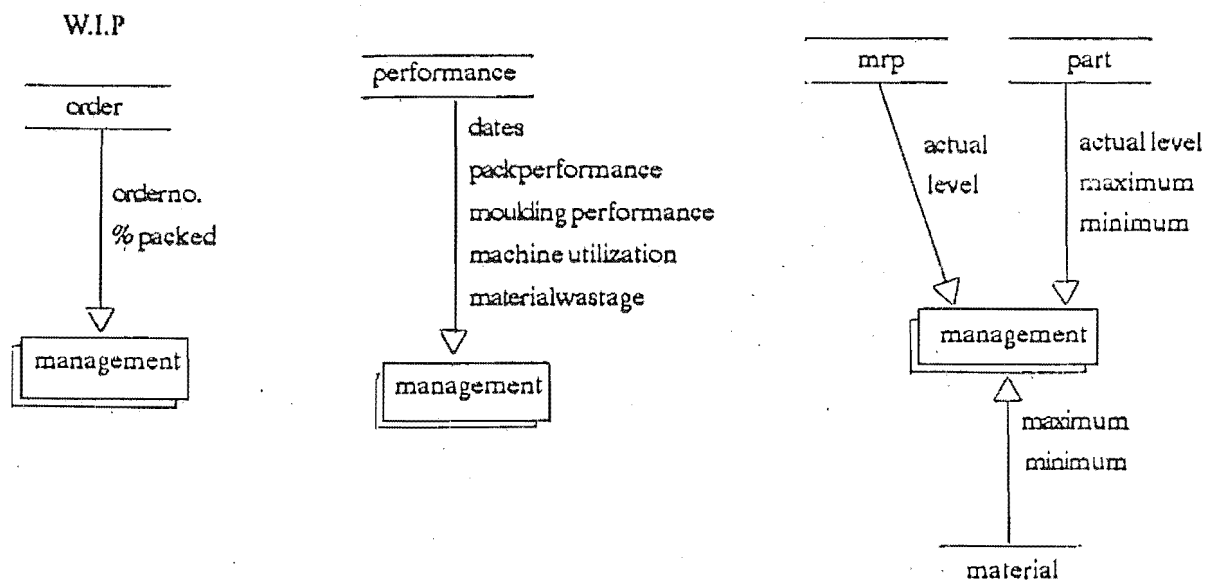 W.I.P
order
orderno.
% packed
management
performance
dates
packperformance
moulding performance
machine utilization
materialwastage
management
mrp
part
actual
level
actual level
maximum
minimum
management
maximum
minimum
material